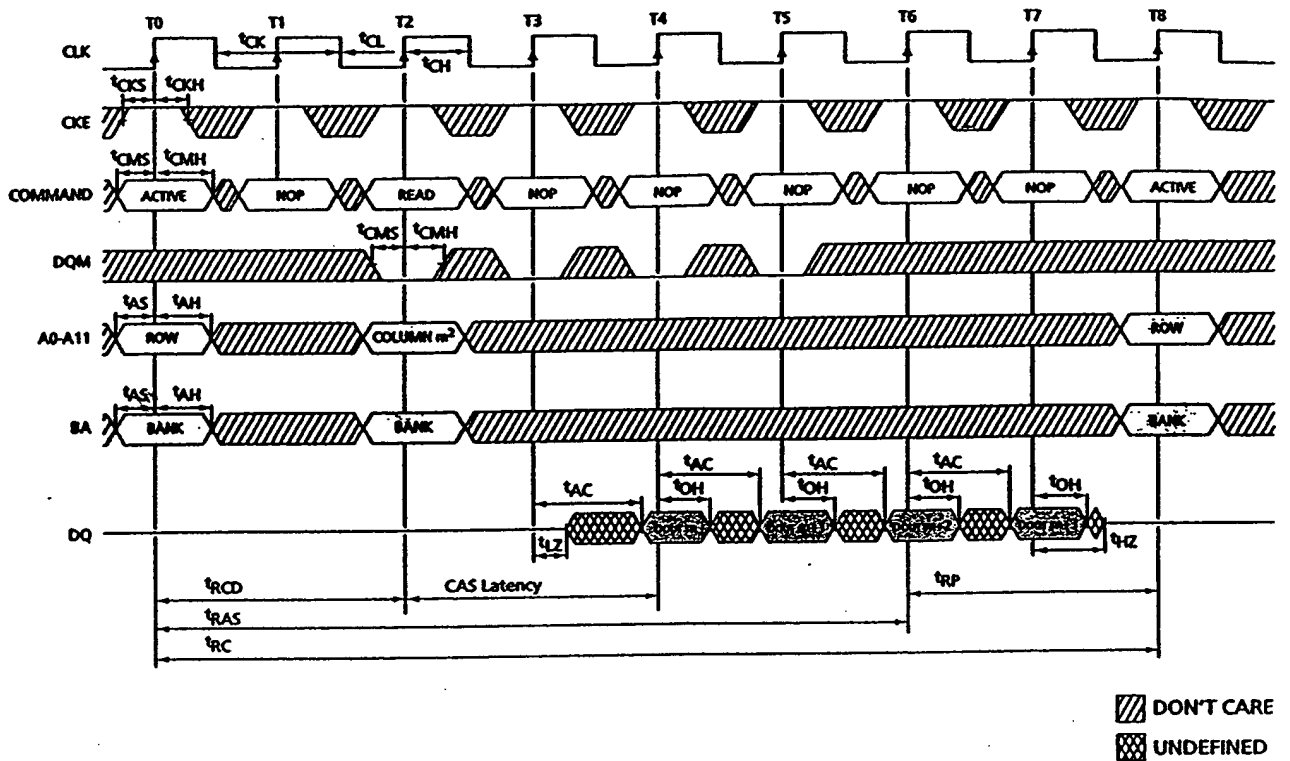 T0 T1 T2 T3 T4 T5 T6 T7 T8
CLK
tCK tCL
tCH
tCKS tCKH
CKE
tCMS tCMH
COMMAND ACTIVE NOP READ NOP NOP NOP NOP NOP ACTIVE
tCMS tCMH
DQM
tAS tAH
A0-A11 ROW COLUMN m2 ROW
tAS tAH
BA BANK BANK BANK
tAC tAC tAC tAC
tOH tOH tOH tOH
DQ
tLZ tHZ
tRCD CAS Latency tRP
tRAS
tRC
DON'T CARE
UNDEFINED